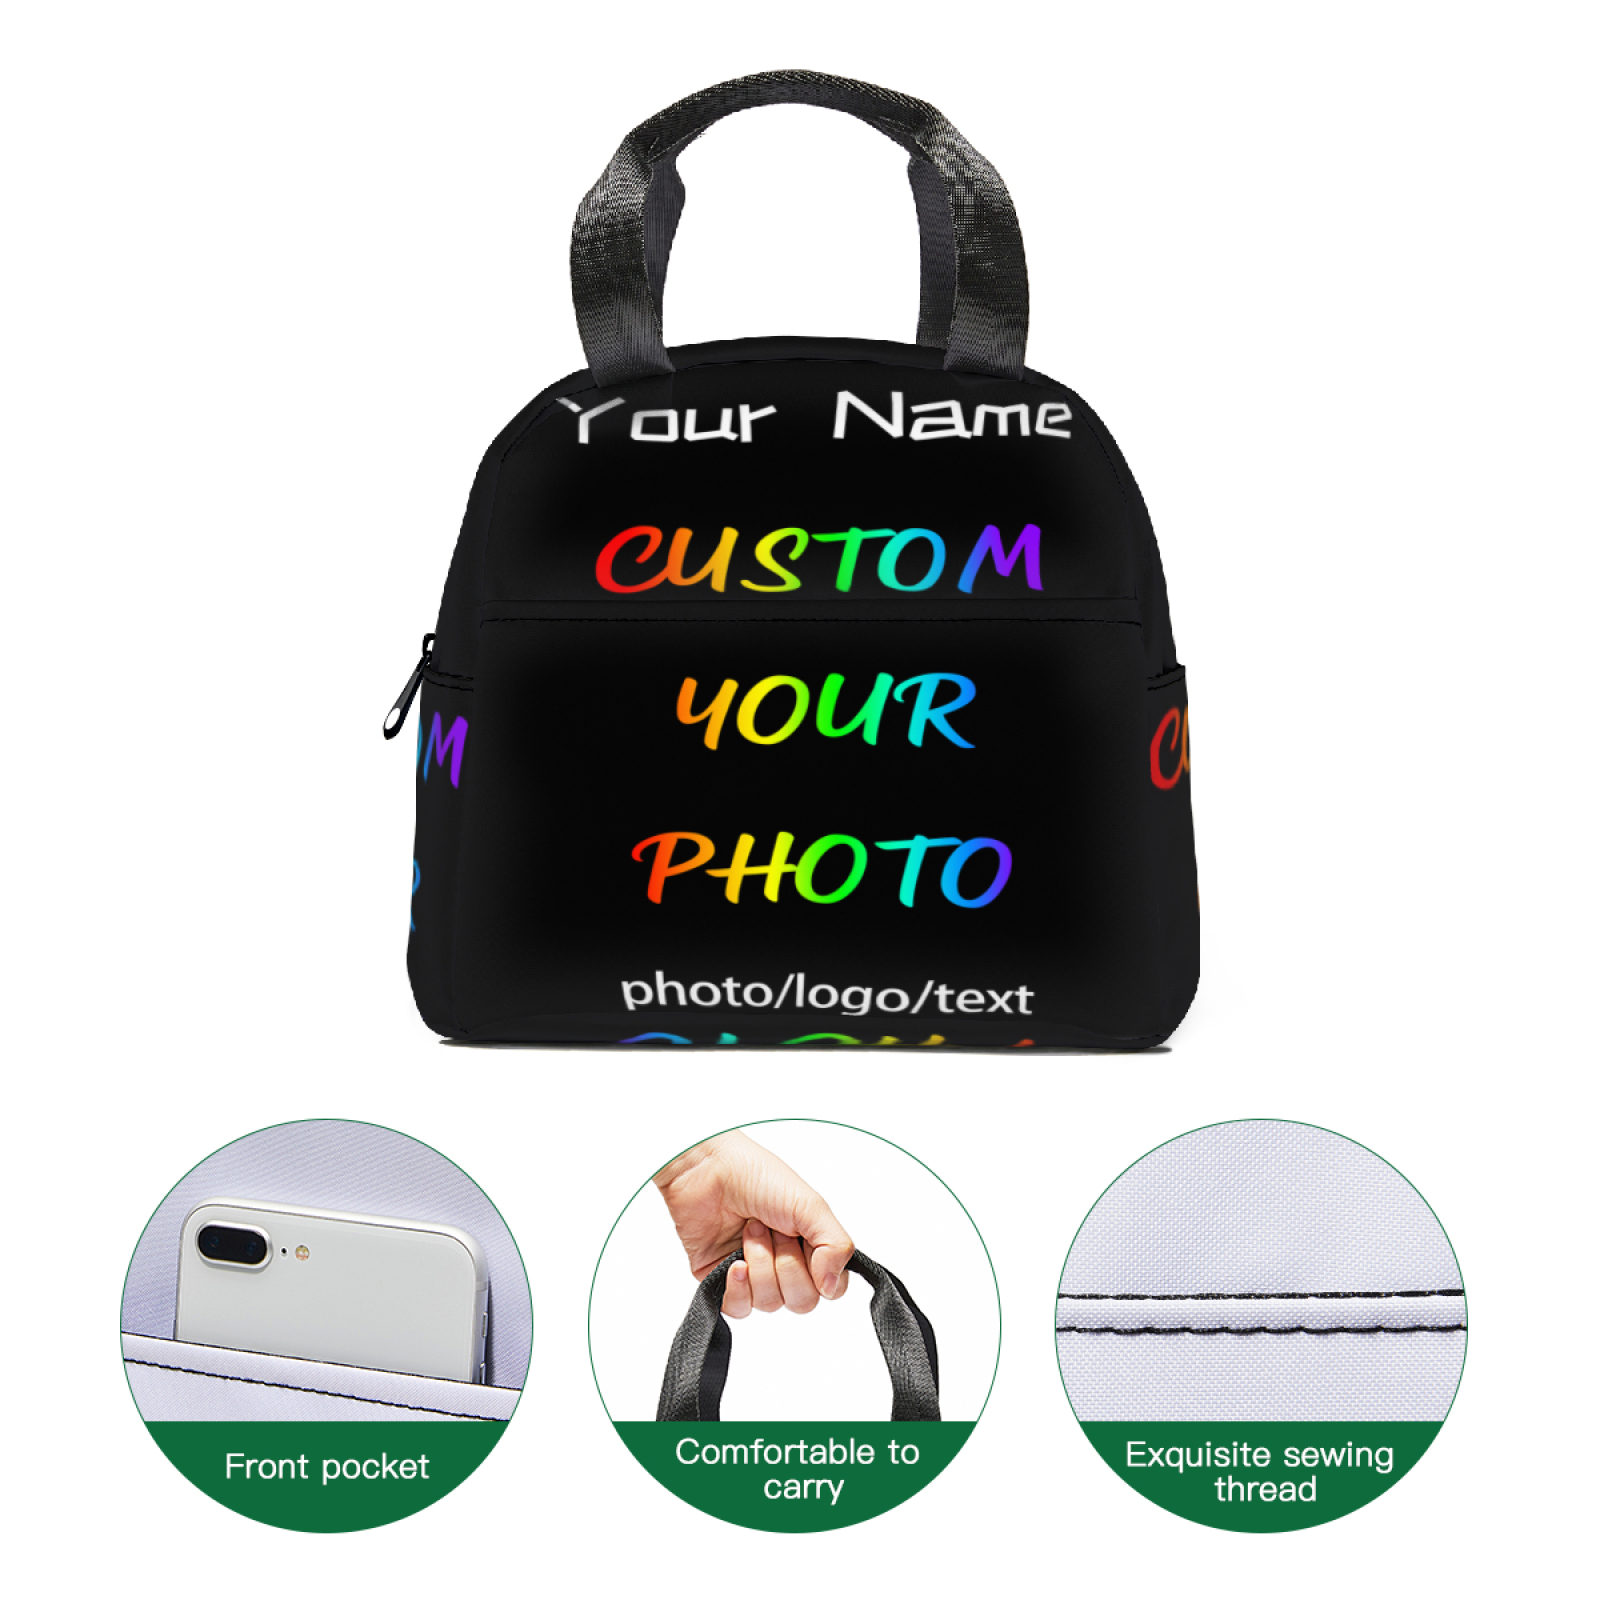 Your Name
CUSTOM
YOUR
PHOTO
photo/logo/text
Front pocket
Comfortable to
carry
Exquisite sewing
thread